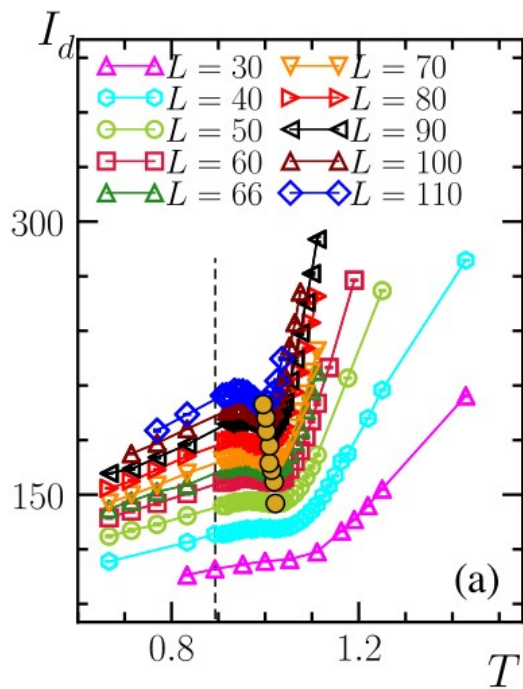 I_d
L = 30 L = 70
L = 40 L = 80
L = 50 L = 90
L = 60 L = 100
L = 66 L = 110
300
150
(a)
0.8 1.2 T